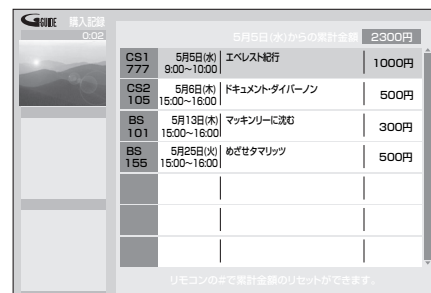 GGUIDE 購入記録
0:02
5月5日(水)からの累計金額 2300円
CS1 777 5月5日(水) 9:00~10:00 エベレスト紀行 1000円
CS2 105 5月6日(木) 15:00~16:00 ドキュメント・ダイバーノン 500円
BS 101 5月13日(木) 15:00~16:00 マッキンリーに沈む 300円
BS 155 5月25日(火) 15:00~16:00 めざせタマリッツ 500円
リモコンの#で累計金額のリセットができます。